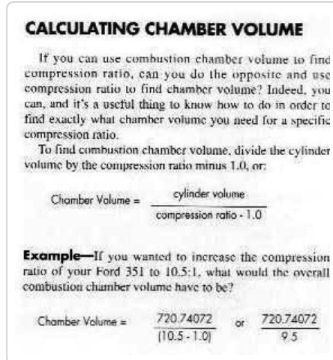 CALCULATING CHAMBER VOLUME
If you can use combustion chamber volume to find
compression ratio, can you do the opposite and use
compression ratio to find chamber volume? Indeed, you
can, and it's a useful thing to know how to do in order to
find exactly what chamber volume you need for a specific
compression ratio.
To find combustion chamber volume, divide the cylinder
volume by the compression ratio minus 1.0, or:
Chamber Volume = cylinder volume
compression ratio - 1.0
Example—If you wanted to increase the compression
ratio of your Ford 351 to 10.5:1, what would the overall
combustion chamber volume have to be?
Chamber Volume = 720.74072 or 720.74072
(10.5 - 1.0) 9.5